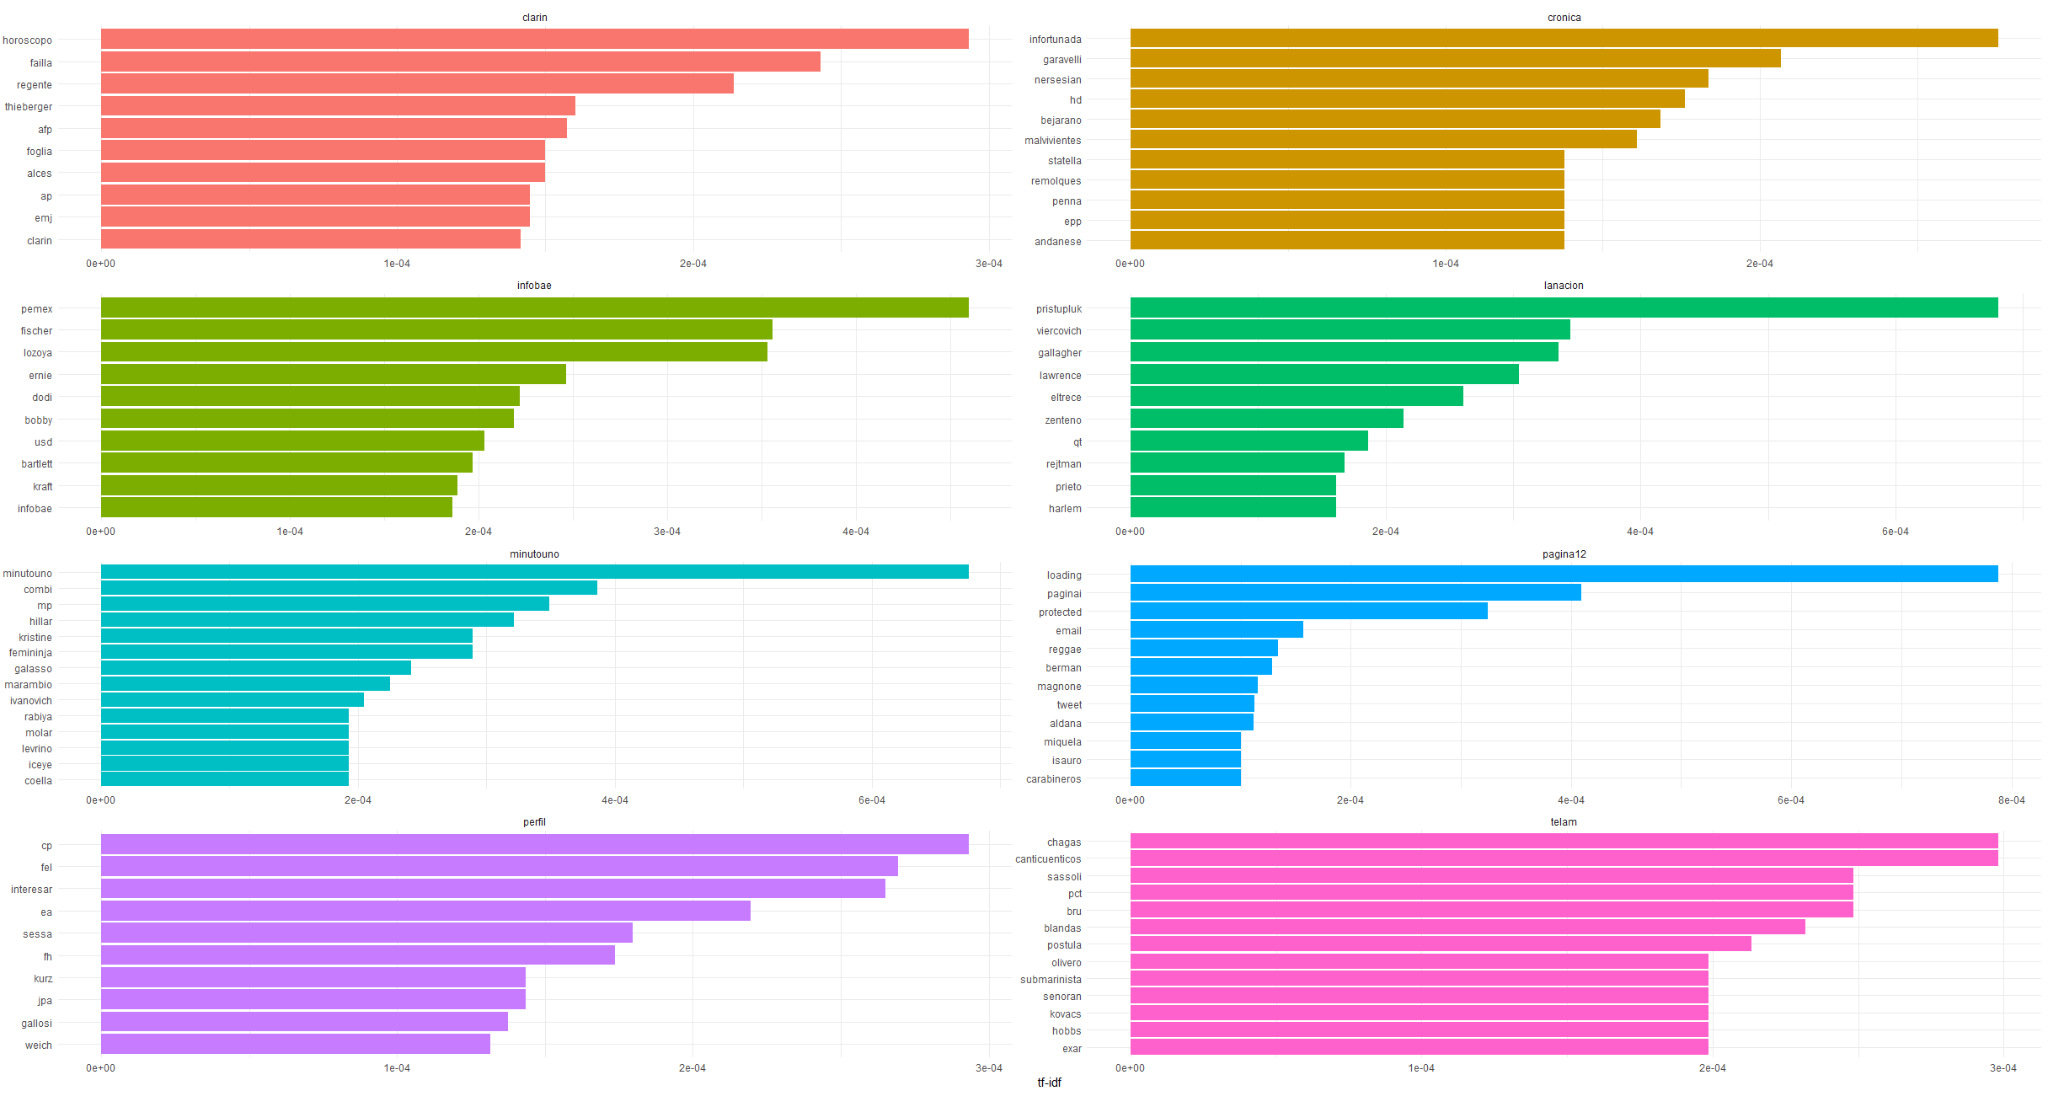 clarin
horoscopo
failla
regente
thieberger
afp
foglia
alces
ap
emj
clarin
0e+00 1e-04 2e-04 3e-04
cronica
infortunada
garavelli
nersesian
hd
bejarano
malvivientes
statella
remolques
penna
epp
andanese
0e+00 1e-04 2e-04
infobae
pemex
fischer
lozoya
ernie
dodi
bobby
usd
bartlett
kraft
infobae
0e+00 1e-04 2e-04 3e-04 4e-04
lanacion
pristupluk
viercovich
gallagher
lawrence
eltrece
zenteno
qt
rejtman
prieto
harlem
0e+00 2e-04 4e-04 6e-04
minutouno
minutouno
combi
mp
hillar
kristine
femininja
galasso
marambio
ivanovich
rabiya
molar
levrino
iceye
coella
0e+00 2e-04 4e-04 6e-04
pagina12
loading
paginai
protected
email
reggae
berman
magnone
tweet
aldana
miquela
isauro
carabineros
0e+00 2e-04 4e-04 6e-04 8e-04
perfil
cp
fel
interesar
ea
sessa
fh
kurz
jpa
gallosi
weich
0e+00 1e-04 2e-04 3e-04
telam
chagas
canticuenticos
sassoli
pct
bru
blandas
postula
olivero
submarinista
senoran
kovacs
hobbs
exar
0e+00 1e-04 2e-04 3e-04
tf-idf